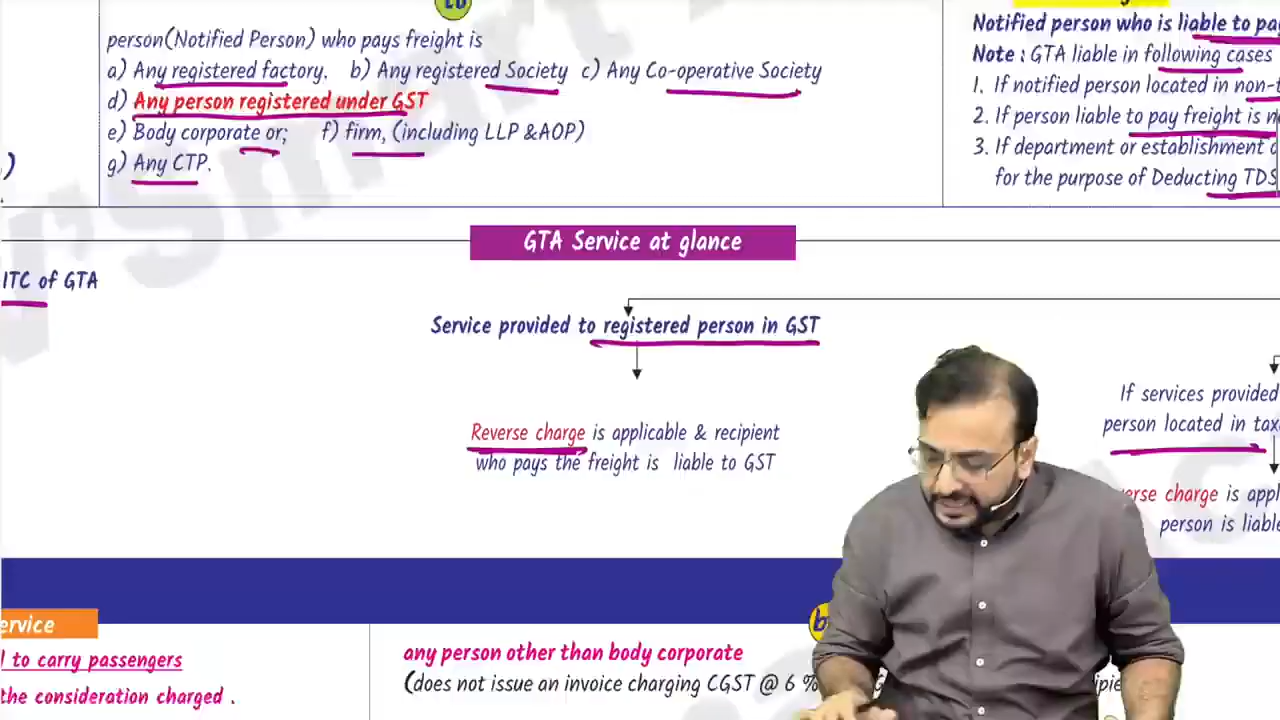 person(Notified Person) who pays freight is
a) Any registered factory. b) Any registered Society c) Any Co-operative Society
d) Any person registered under GST
e) Body corporate or; f) firm, (including LLP &AOP)
g) Any CTP.
)
Notified person who is liable to pay
Note : GTA liable in following cases
1. If notified person located in non-t
2. If person liable to pay freight is n
3. If department or establishment o
for the purpose of Deducting TDS
GTA Service at glance
ITC of GTA
Service provided to registered person in GST
Reverse charge is applicable & recipient
who pays the freight is liable to GST
If services provided
person located in tax
erse charge is appl
person is liable
ervice
l to carry passengers
the consideration charged .
b
any person other than body corporate
(does not issue an invoice charging CGST @ 6 %